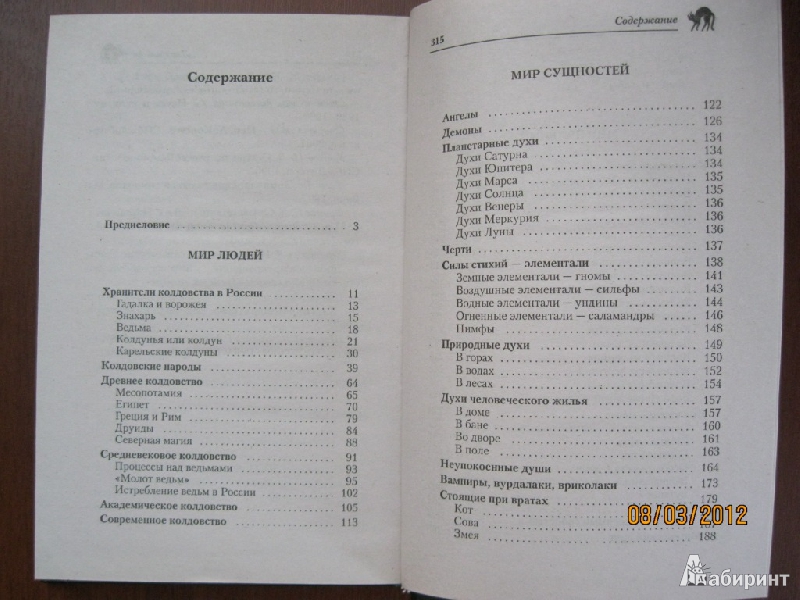 Содержание
Предисловие 3
МИР ЛЮДЕЙ
Хранители колдовства в России 11
Гадалка и ворожея 13
Знахарь 15
Ведьма 18
Колдунья или колдун 21
Карельские колдуны 30
Колдовские народы 39
Древнее колдовство 64
Месопотамия 65
Египет 70
Греция и Рим 79
Друиды 84
Северная магия 88
Средневековое колдовство 91
Процессы над ведьмами 93
«Молот ведьм» 95
Истребление ведьм в России 102
Академическое колдовство 105
Современное колдовство 113
315 Содержание
МИР СУЩНОСТЕЙ
Ангелы 122
Демоны 126
Планетарные духи 134
Духи Сатурна 134
Духи Юпитера 134
Духи Марса 135
Духи Солнца 135
Духи Венеры 136
Духи Меркурия 136
Духи Луны 136
Черти 137
Силы стихий — элементали 138
Земные элементали — гномы 141
Воздушные элементали — сильфы 143
Водные элементали — ундины 144
Огненные элементали — саламандры 146
Нимфы 148
Природные духи 149
В горах 150
В водах 152
В лесах 154
Духи человеческого жилья 157
В доме 157
В бане 160
Во дворе 161
В поле 163
Неупокоенные души 164
Вампиры, вурдалаки, вриколаки 173
Стоящие при вратах 179
Кот
Сова
Змея 188
08/03/2012
Лабиринт